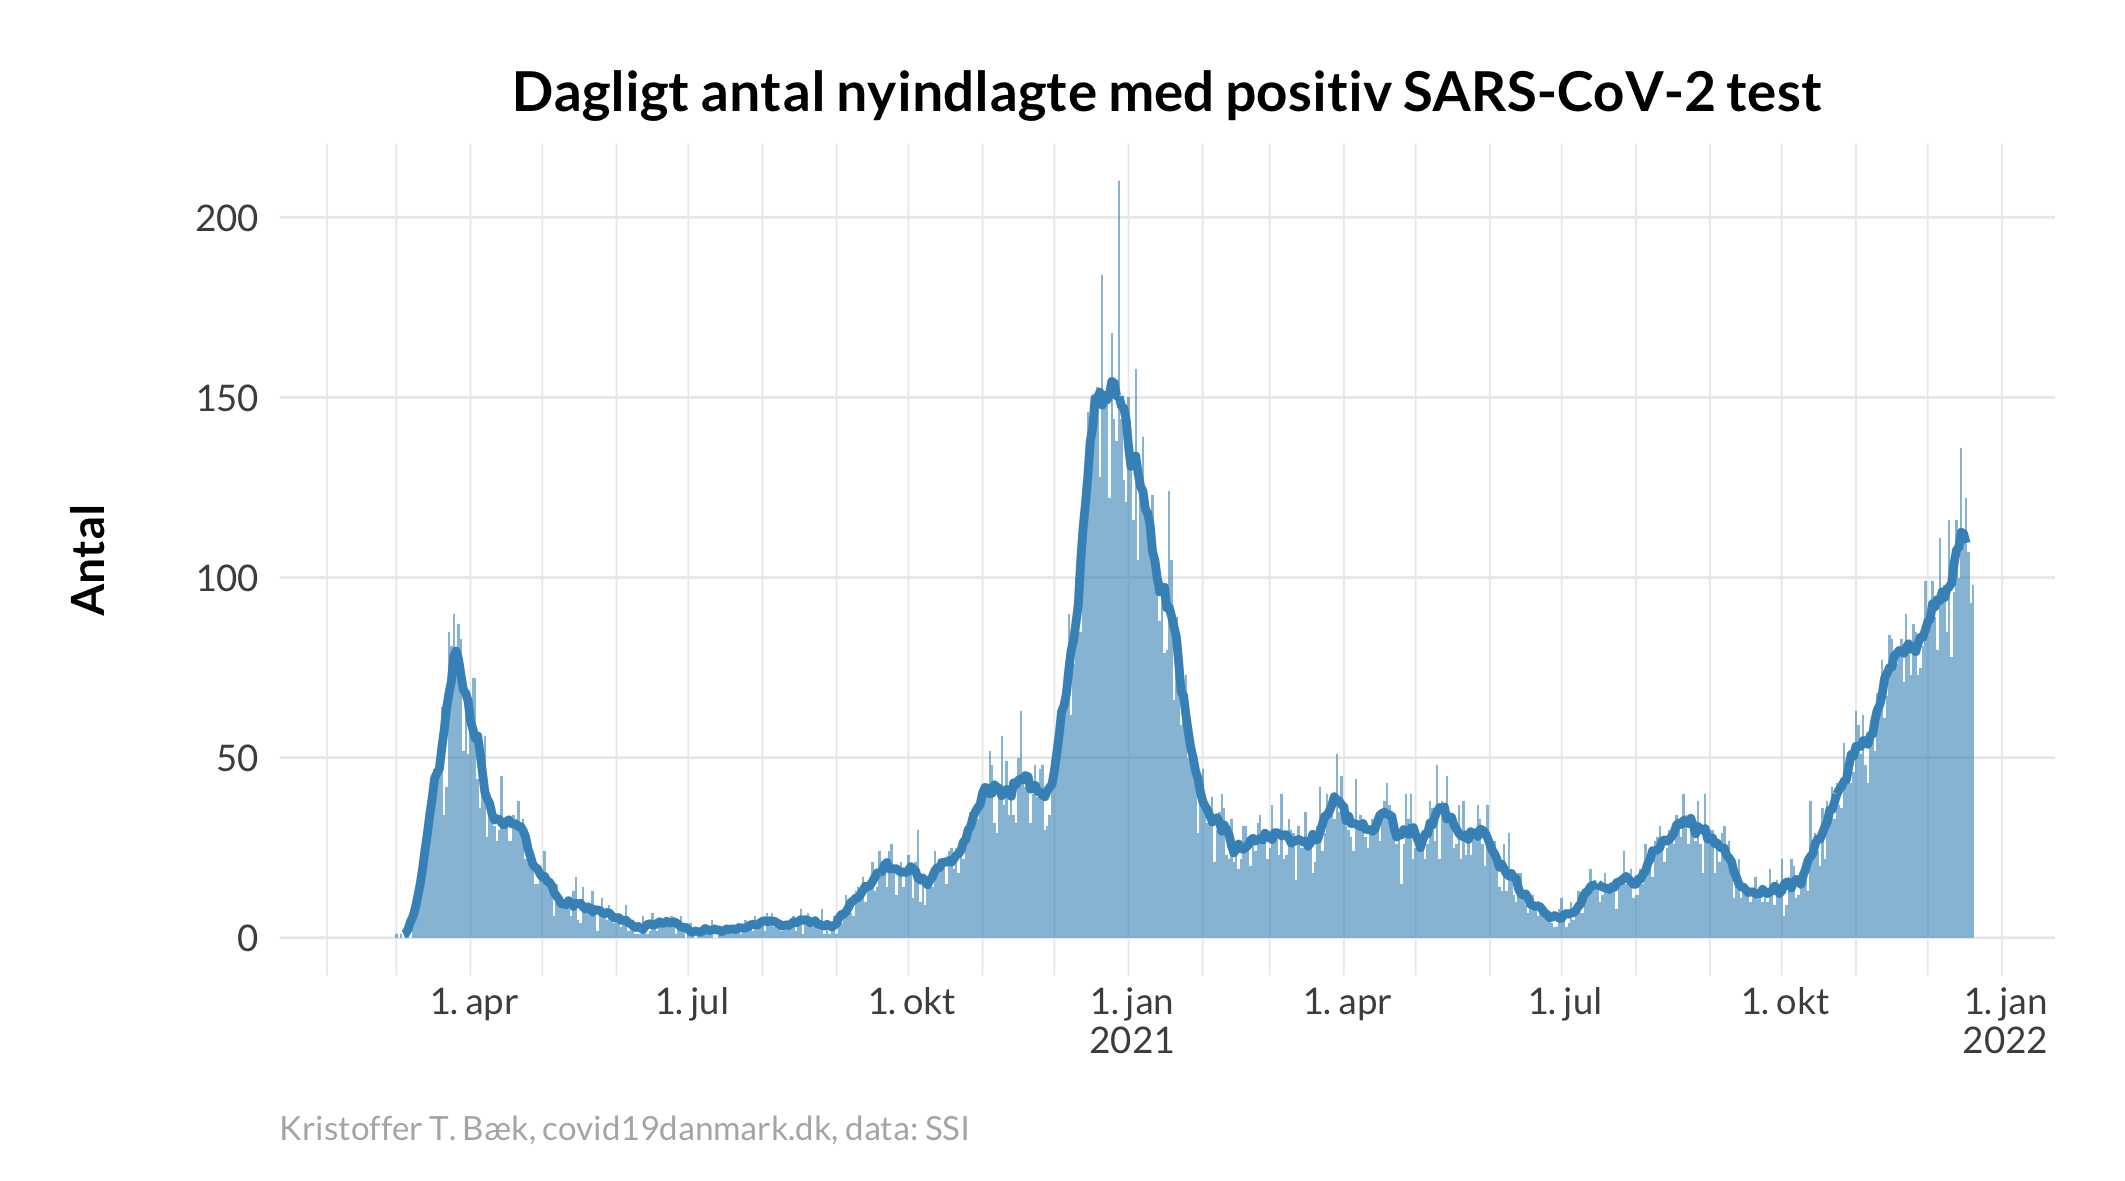 Dagligt antal nyindlagte med positiv SARS-CoV-2 test
Antal
200
150
100
50
0
1. apr
1. jul
1. okt
1. jan
2021
1. apr
1. jul
1. okt
1. jan
2022
Kristoffer T. Bæk, covid19danmark.dk, data: SSI